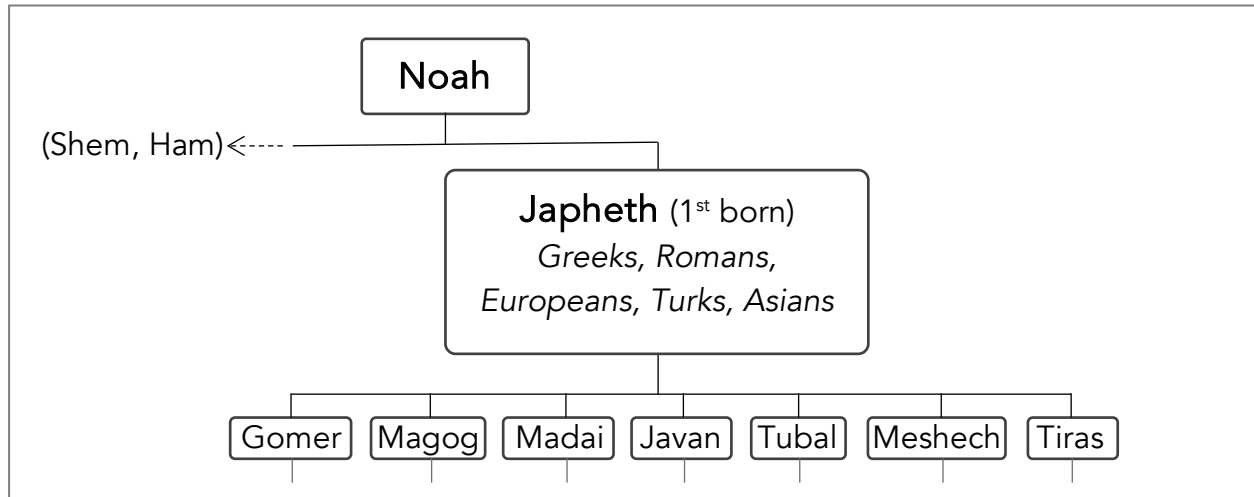 Noah
(Shem, Ham)
Japheth (1st born)
Greeks, Romans,
Europeans, Turks, Asians
Gomer Magog Madai Javan Tubal Meshech Tiras